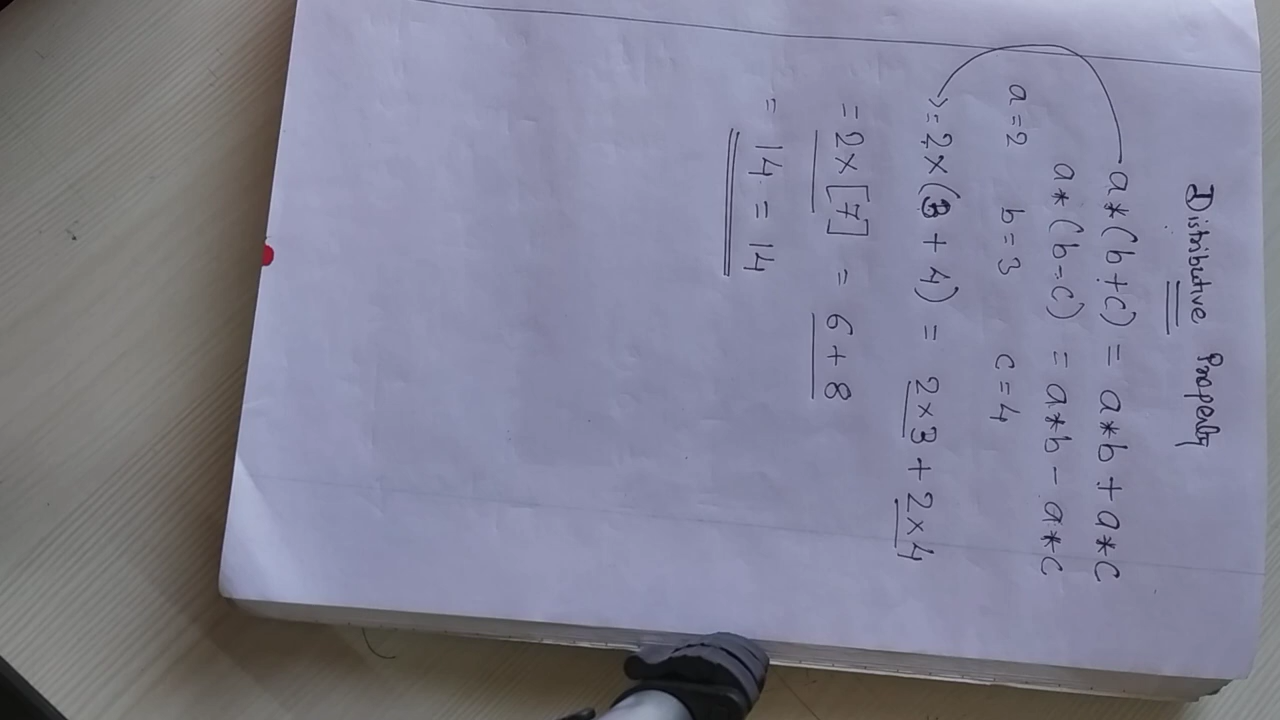 Distributive Property
a*(b+c) = a*b + a*c
a*(b-c) = a*b - a*c
a=2 b=3 c=4
= 2×(3 + 4) = 2×3 + 2×4
= 2×[7] = 6+8
= 14 = 14